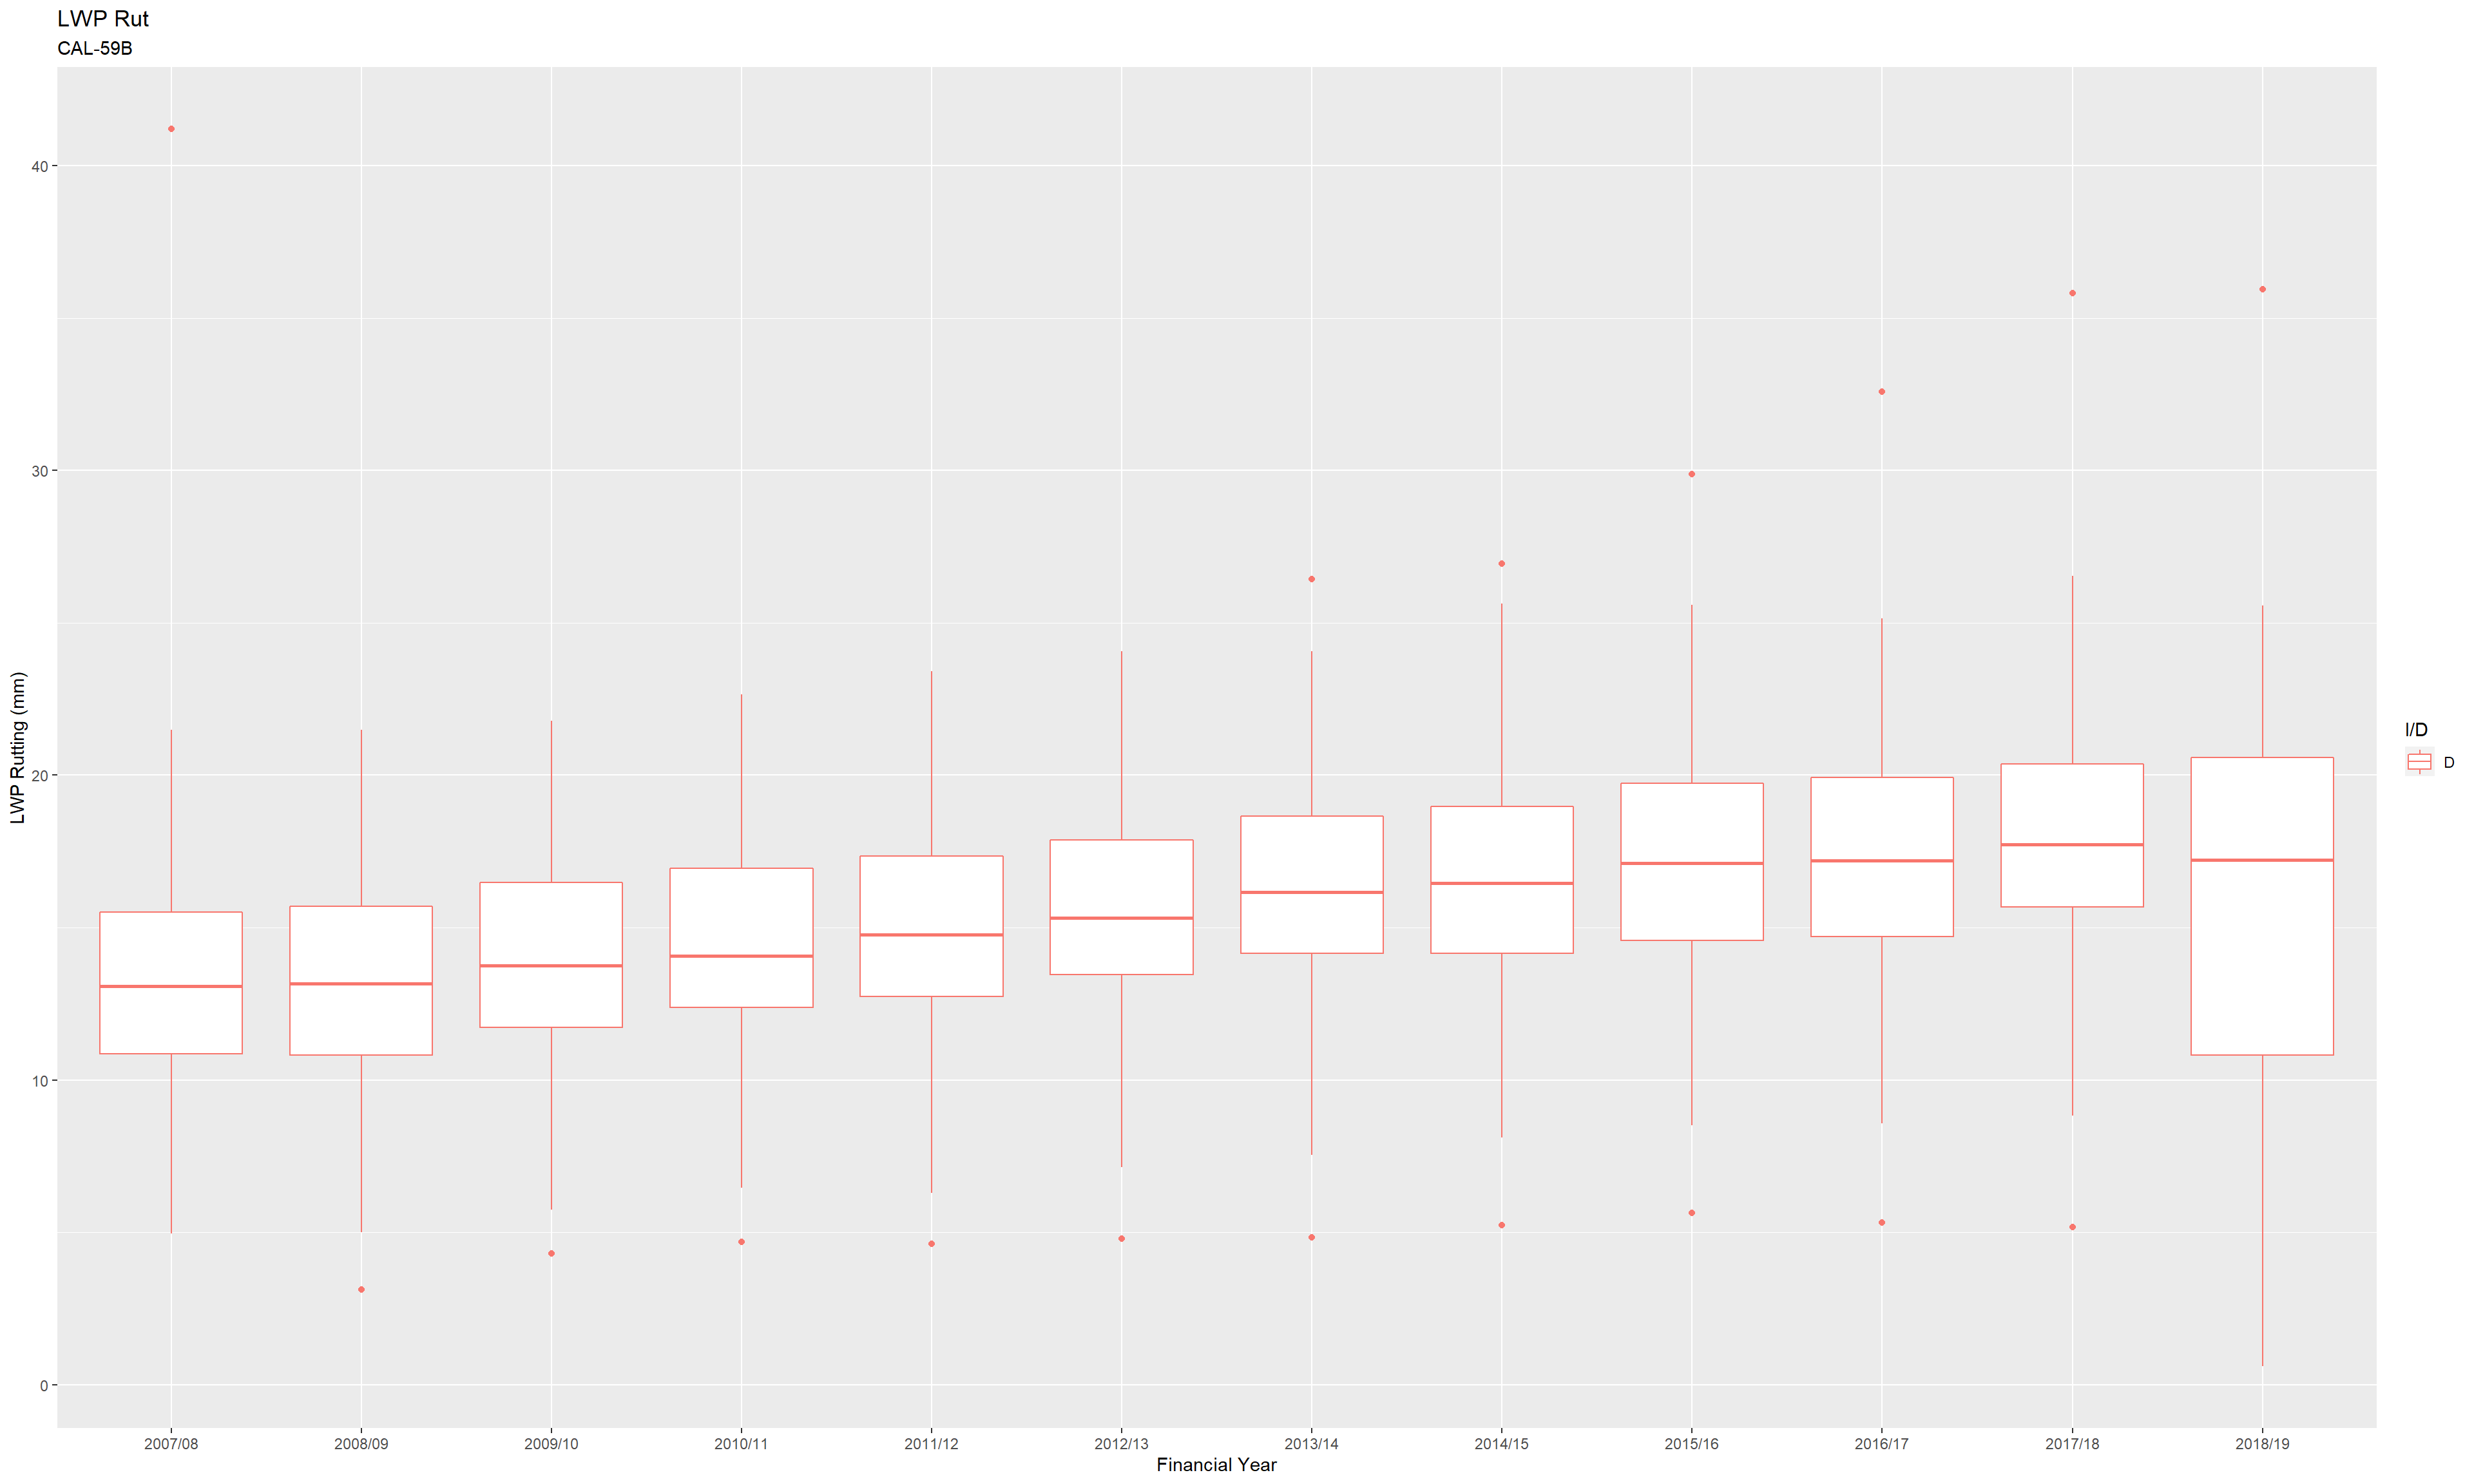 LWP Rut
CAL-59B
LWP Rutting (mm)
40
30
20
10
0
2007/08 2008/09 2009/10 2010/11 2011/12 2012/13 2013/14 2014/15 2015/16 2016/17 2017/18 2018/19
Financial Year
I/D
D